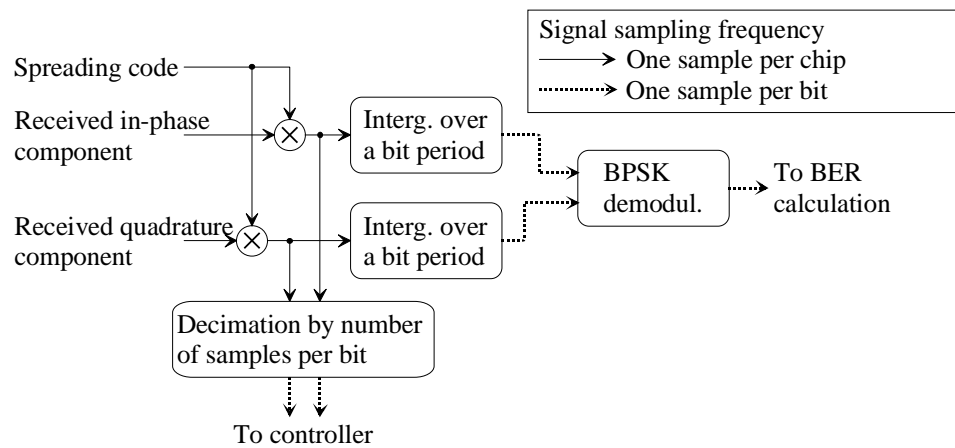 Signal sampling frequency
One sample per chip
One sample per bit
Spreading code
Received in-phase
component
Interg. over
a bit period
BPSK
demodul.
To BER
calculation
Received quadrature
component
Interg. over
a bit period
Decimation by number
of samples per bit
To controller